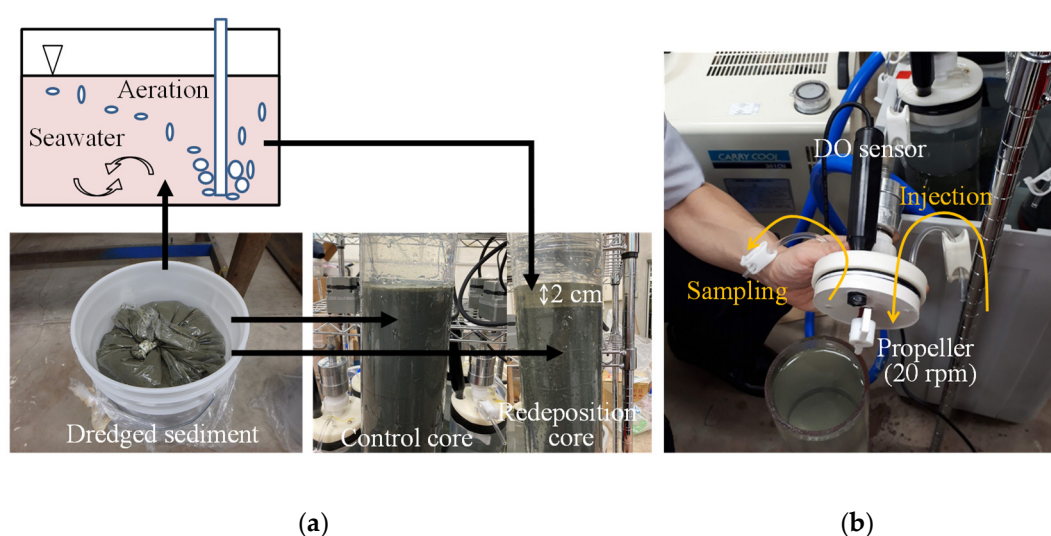 Aeration
Seawater
Dredged sediment
2 cm
Control core
Redeposition
core
CARRY COOL
DO sensor
Injection
Sampling
Propeller
(20 rpm)
(a)
(b)